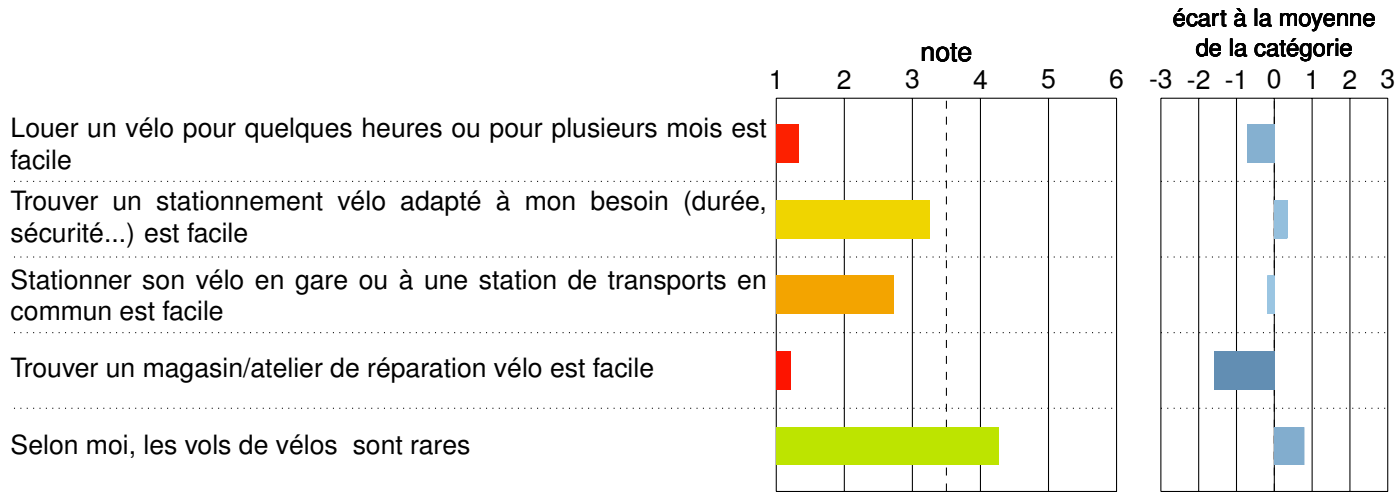 écart à la moyenne
de la catégorie
note
1 2 3 4 5 6
-3 -2 -1 0 1 2 3
Louer un vélo pour quelques heures ou pour plusieurs mois est
facile
Trouver un stationnement vélo adapté à mon besoin (durée,
sécurité...) est facile
Stationner son vélo en gare ou à une station de transports en
commun est facile
Trouver un magasin/atelier de réparation vélo est facile
Selon moi, les vols de vélos  sont rares